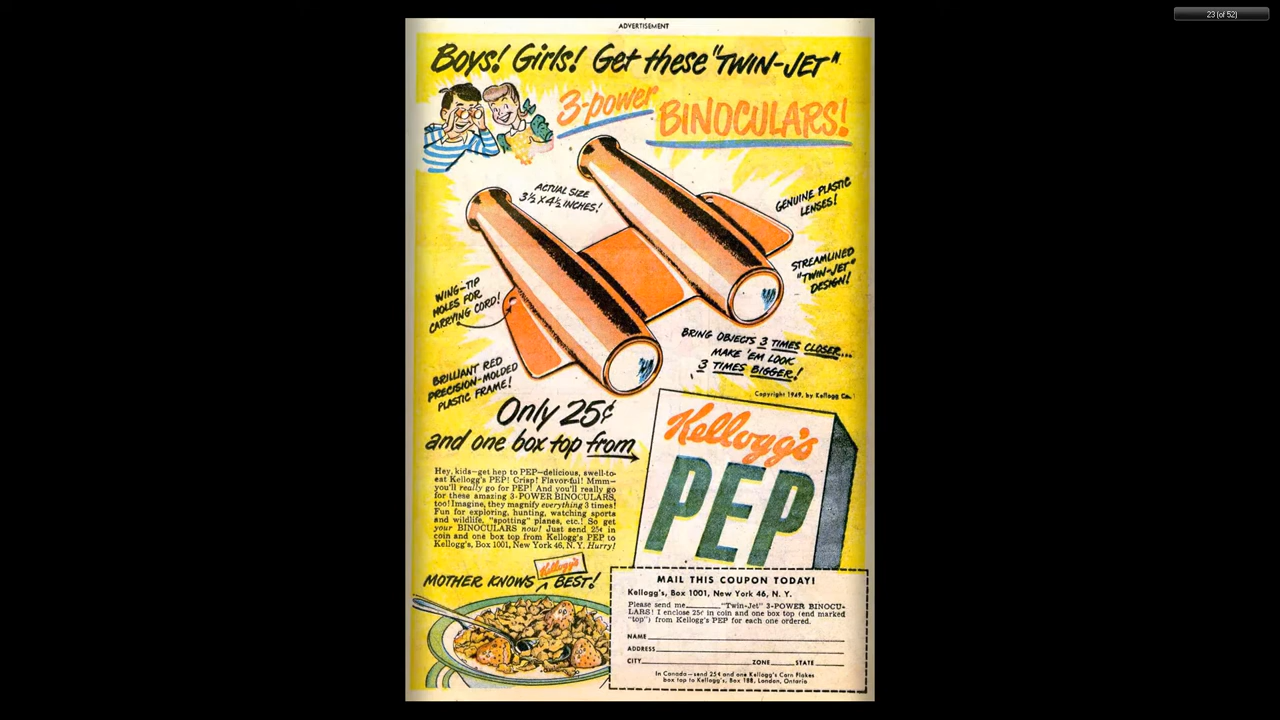 23 (of 52)
ADVERTISEMENT
Boys! Girls! Get these "TWIN-JET"
3-power BINOCULARS!
ACTUAL SIZE
3½ X 4½ INCHES!
GENUINE PLASTIC
LENSES!
STREAMLINED
"TWIN-JET"
DESIGN!
WING-TIP
HOLES FOR
CARRYING CORD!
BRING OBJECTS 3 TIMES CLOSER...
MAKE 'EM LOOK
3 TIMES BIGGER!
BRILLIANT RED
PRECISION-MOLDED
PLASTIC FRAME!
Copyright 1949, by Kellogg Co.
Only 25¢
and one box top from
Kellogg's
PEP
Hey, kids—get hep to PEP—delicious, swell-to-
eat Kellogg's PEP! Crisp! Flavor-ful! Mmm—
you'll really go for PEP! And you'll really go
for these amazing 3-POWER BINOCULARS,
too! Imagine, they magnify everything 3 times!
Fun for exploring, hunting, watching sports
and wildlife, "spotting" planes, etc.! So get
your BINOCULARS now! Just send 25¢ in
coin and one box top from Kellogg's PEP to
Kellogg's, Box 1001, New York 46, N. Y. Hurry!
Kellogg's
MOTHER KNOWS BEST!
MAIL THIS COUPON TODAY!
Kellogg's, Box 1001, New York 46, N. Y.
Please send me______"Twin-Jet" 3-POWER BINOCU-
LARS! I enclose 25¢ in coin and one box top (end marked
"top") from Kellogg's PEP for each one ordered.
NAME
ADDRESS
CITY ZONE STATE
In Canada—send 25¢ and one Kellogg's Corn Flakes
box top to Kellogg's, Box 188, London, Ontario